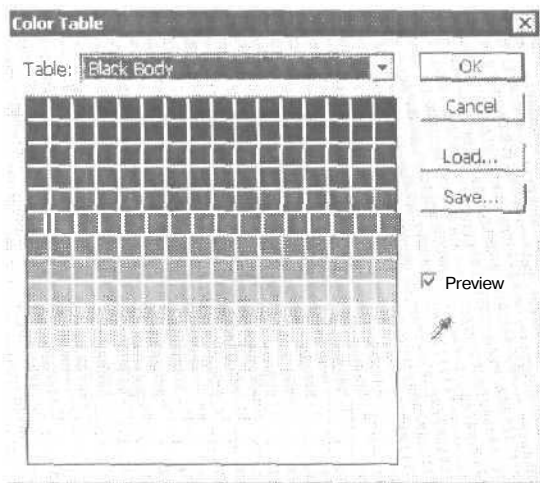 Color Table
Table: Black Body
OK
Cancel
Load...
Save...
Preview